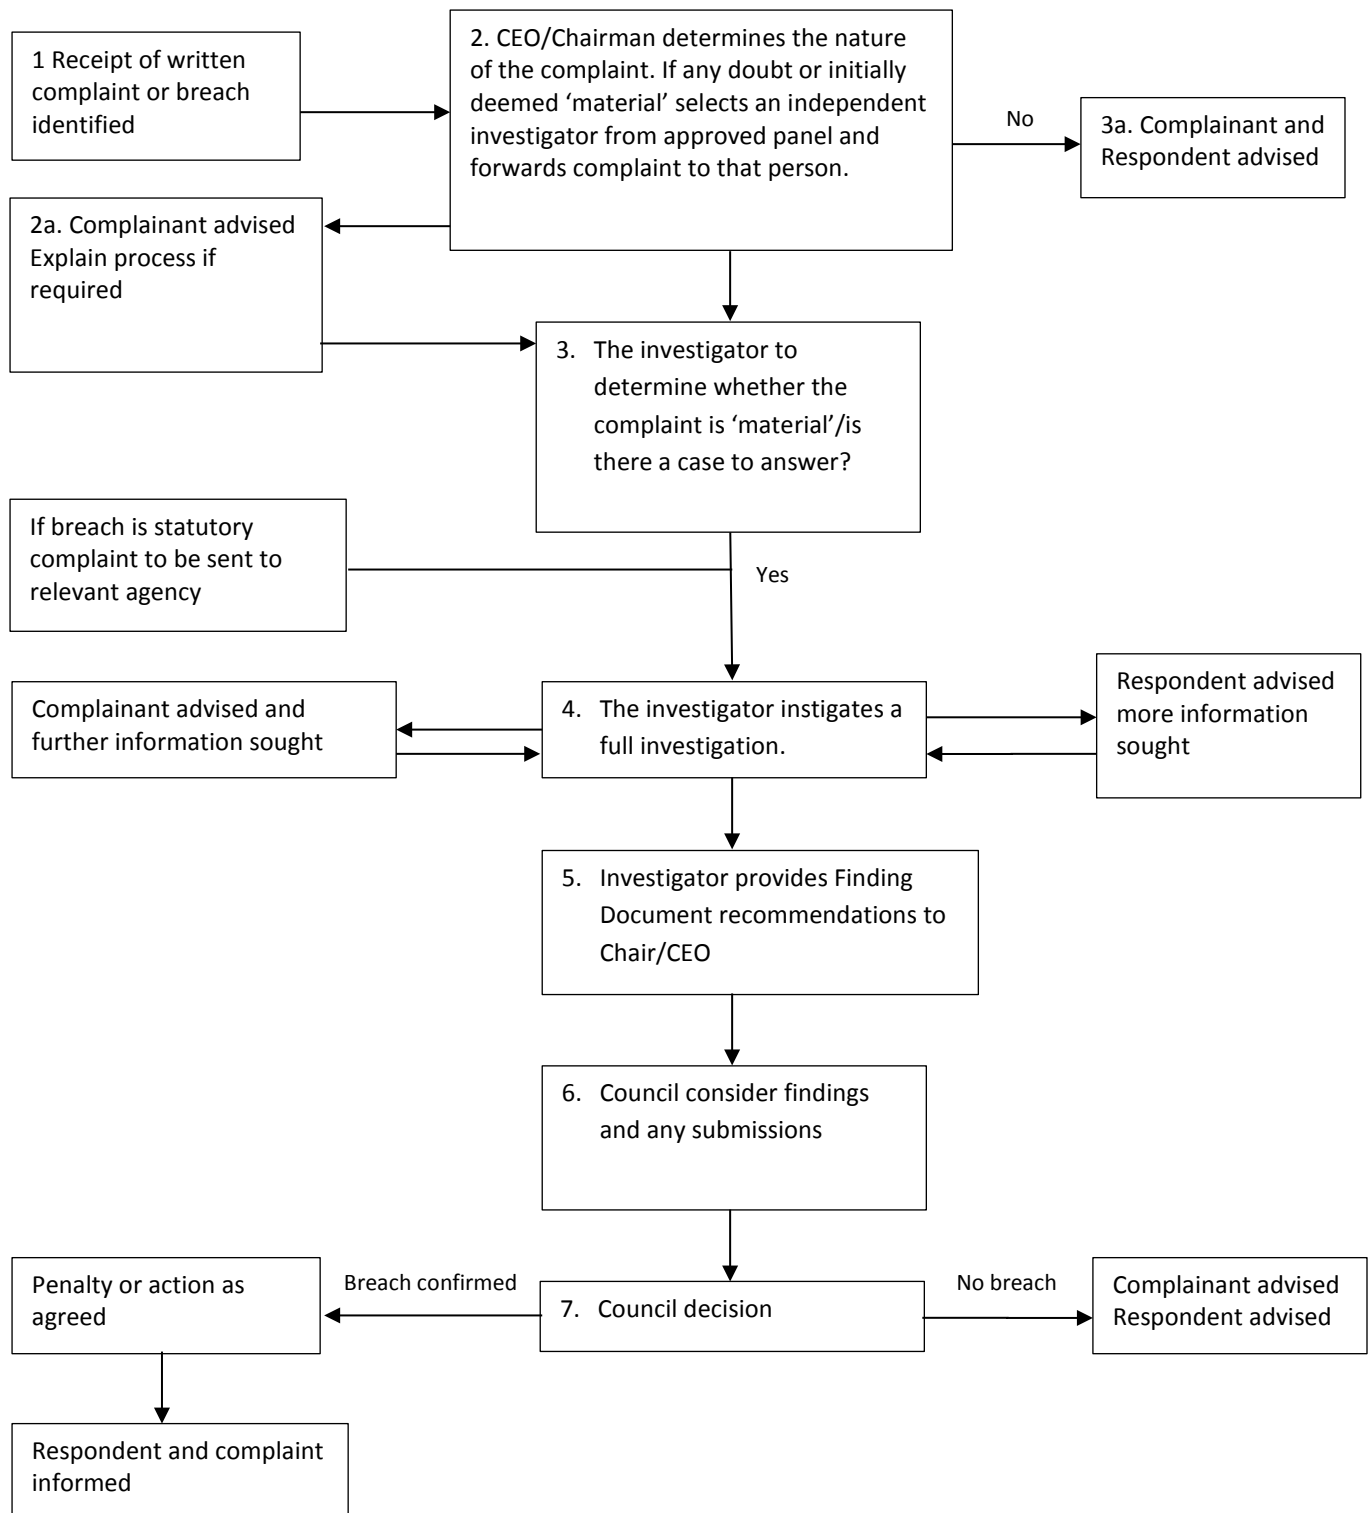 1 Receipt of written
complaint or breach
identified
2. CEO/Chairman determines the nature
of the complaint. If any doubt or initially
deemed ‘material’ selects an independent
investigator from approved panel and
forwards complaint to that person.
No
3a. Complainant and
Respondent advised
2a. Complainant advised
Explain process if
required
3. The investigator to
determine whether the
complaint is ‘material’/is
there a case to answer?
If breach is statutory
complaint to be sent to
relevant agency
Yes
Complainant advised and
further information sought
4. The investigator instigates a
full investigation.
Respondent advised
more information
sought
5. Investigator provides Finding
Document recommendations to
Chair/CEO
6. Council consider findings
and any submissions
Penalty or action as
agreed
Breach confirmed
7. Council decision
No breach
Complainant advised
Respondent advised
Respondent and complaint
informed